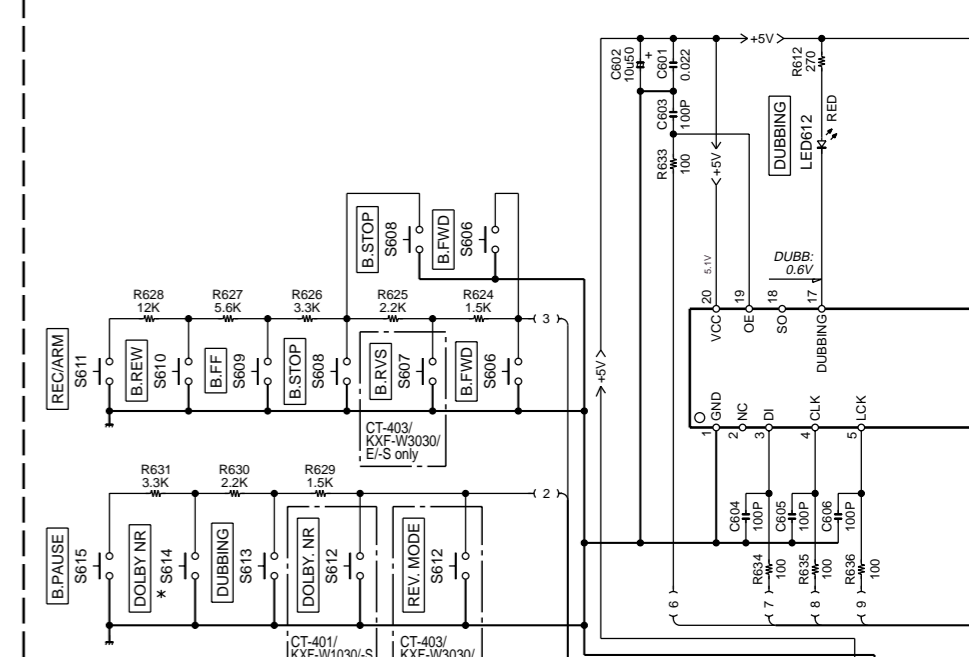 C602
10u50
+
C601
0.022
+5V
R612
270
C603
100P
DUBBING
LED612
RED
R633
100
+5V
B.STOP
S608
B.FWD
S606
5.1V
DUBB:
0.6V
R628
12K
R627
5.6K
R626
3.3K
R625
2.2K
R624
1.5K
3
20
19
18
17
VCC
OE
SO
DUBBING
REC/ARM
S611
B.REW
S610
B.FF
S609
B.STOP
S608
B.RVS
S607
B.FWD
S606
+5V
GND
NC
DI
CLK
LCK
1
2
3
4
5
CT-403/
KXF-W3030/
E/-S only
R631
3.3K
R630
2.2K
R629
1.5K
2
C604
100P
C605
100P
C606
100P
B.PAUSE
S615
DOLBY NR
*
S614
DUBBING
S613
DOLBY. NR
S612
REV. MODE
S612
R634
100
R635
100
R636
100
6
7
8
9
CT-401/
KXF-W1030/-S
CT-403/
KXF-W3030/